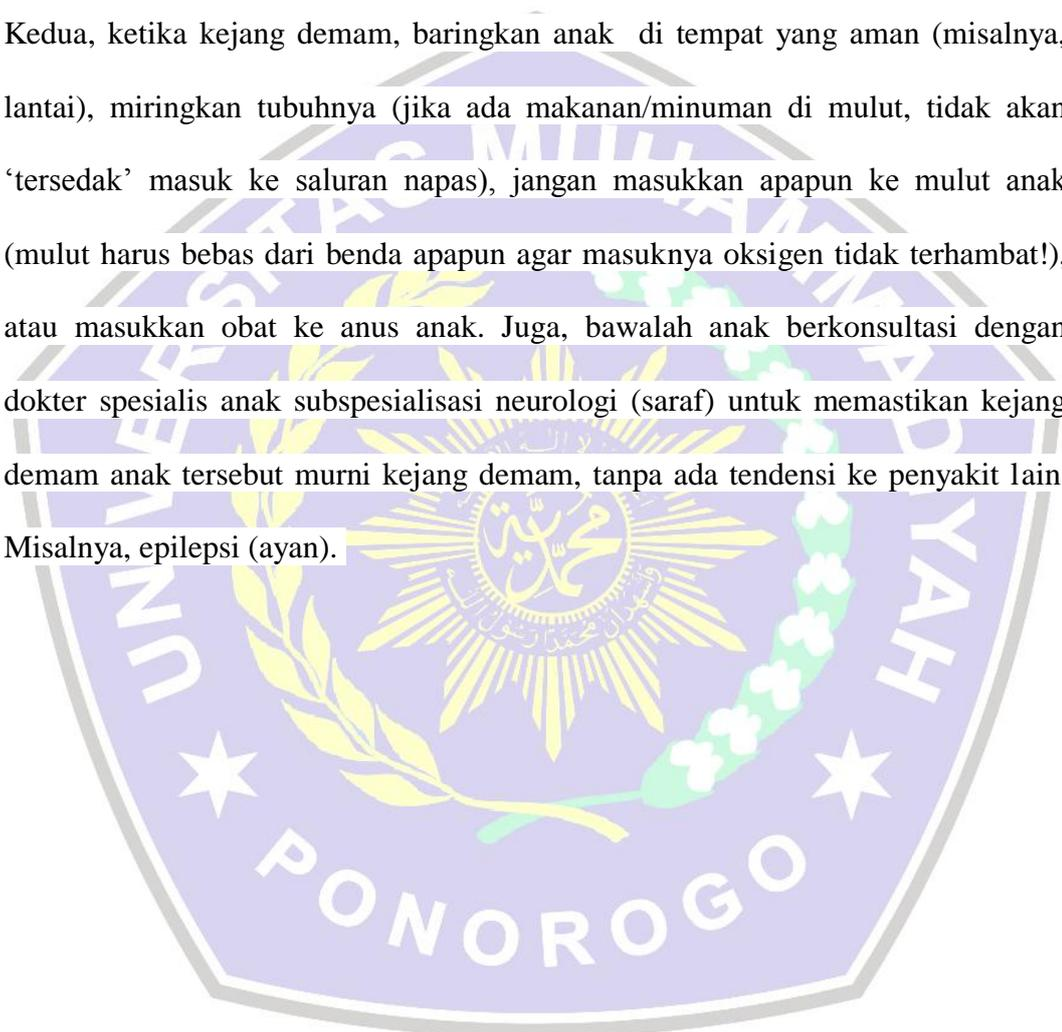 Kedua, ketika kejang demam, baringkan anak di tempat yang aman (misalnya,
lantai), miringkan tubuhnya (jika ada makanan/minuman di mulut, tidak akan
‘tersedak’ masuk ke saluran napas), jangan masukkan apapun ke mulut anak
(mulut harus bebas dari benda apapun agar masuknya oksigen tidak terhambat!),
atau masukkan obat ke anus anak. Juga, bawalah anak berkonsultasi dengan
dokter spesialis anak subspesialisasi neurologi (saraf) untuk memastikan kejang
demam anak tersebut murni kejang demam, tanpa ada tendensi ke penyakit lain
Misalnya, epilepsi (ayan).
UNIVERSITAS MUHAMMADIYAH
PONOROGO